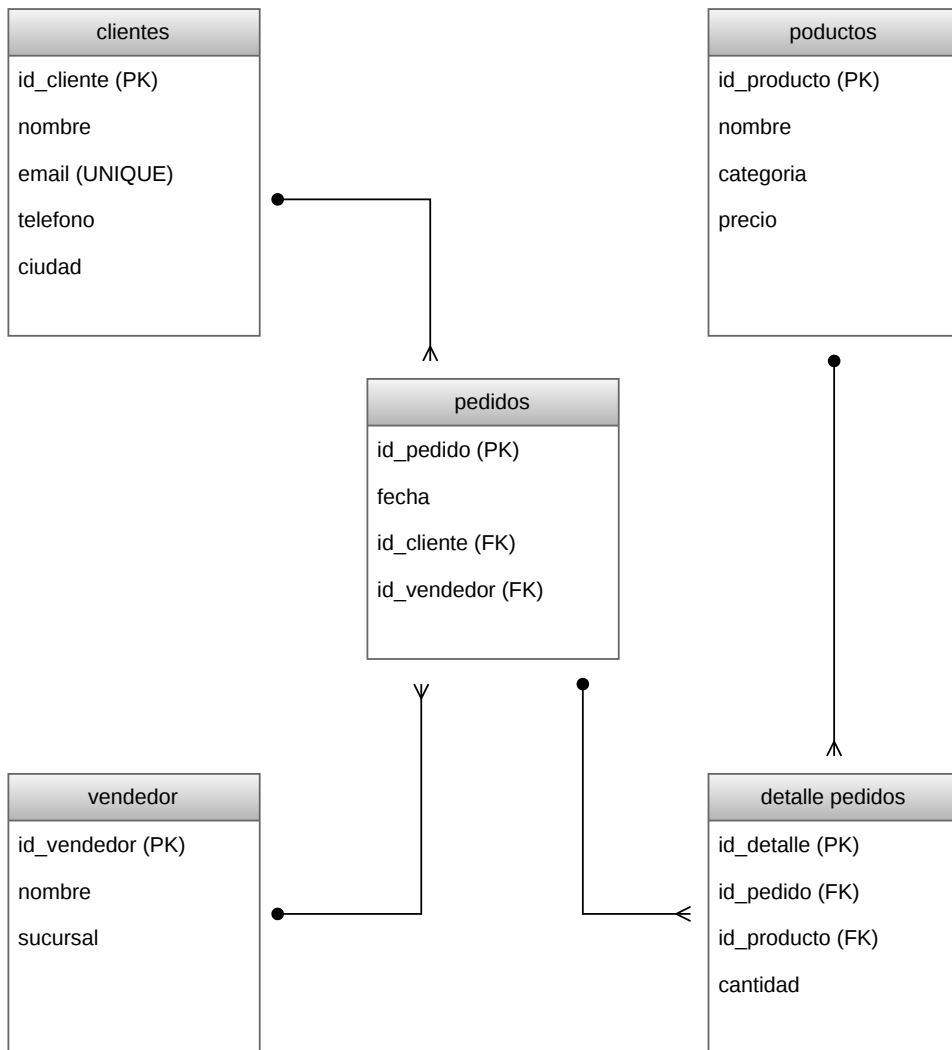 clientes
id_cliente (PK)
nombre
email (UNIQUE)
telefono
ciudad
poductos
id_producto (PK)
nombre
categoria
precio
pedidos
id_pedido (PK)
fecha
id_cliente (FK)
id_vendedor (FK)
vendedor
id_vendedor (PK)
nombre
sucursal
detalle pedidos
id_detalle (PK)
id_pedido (FK)
id_producto (FK)
cantidad